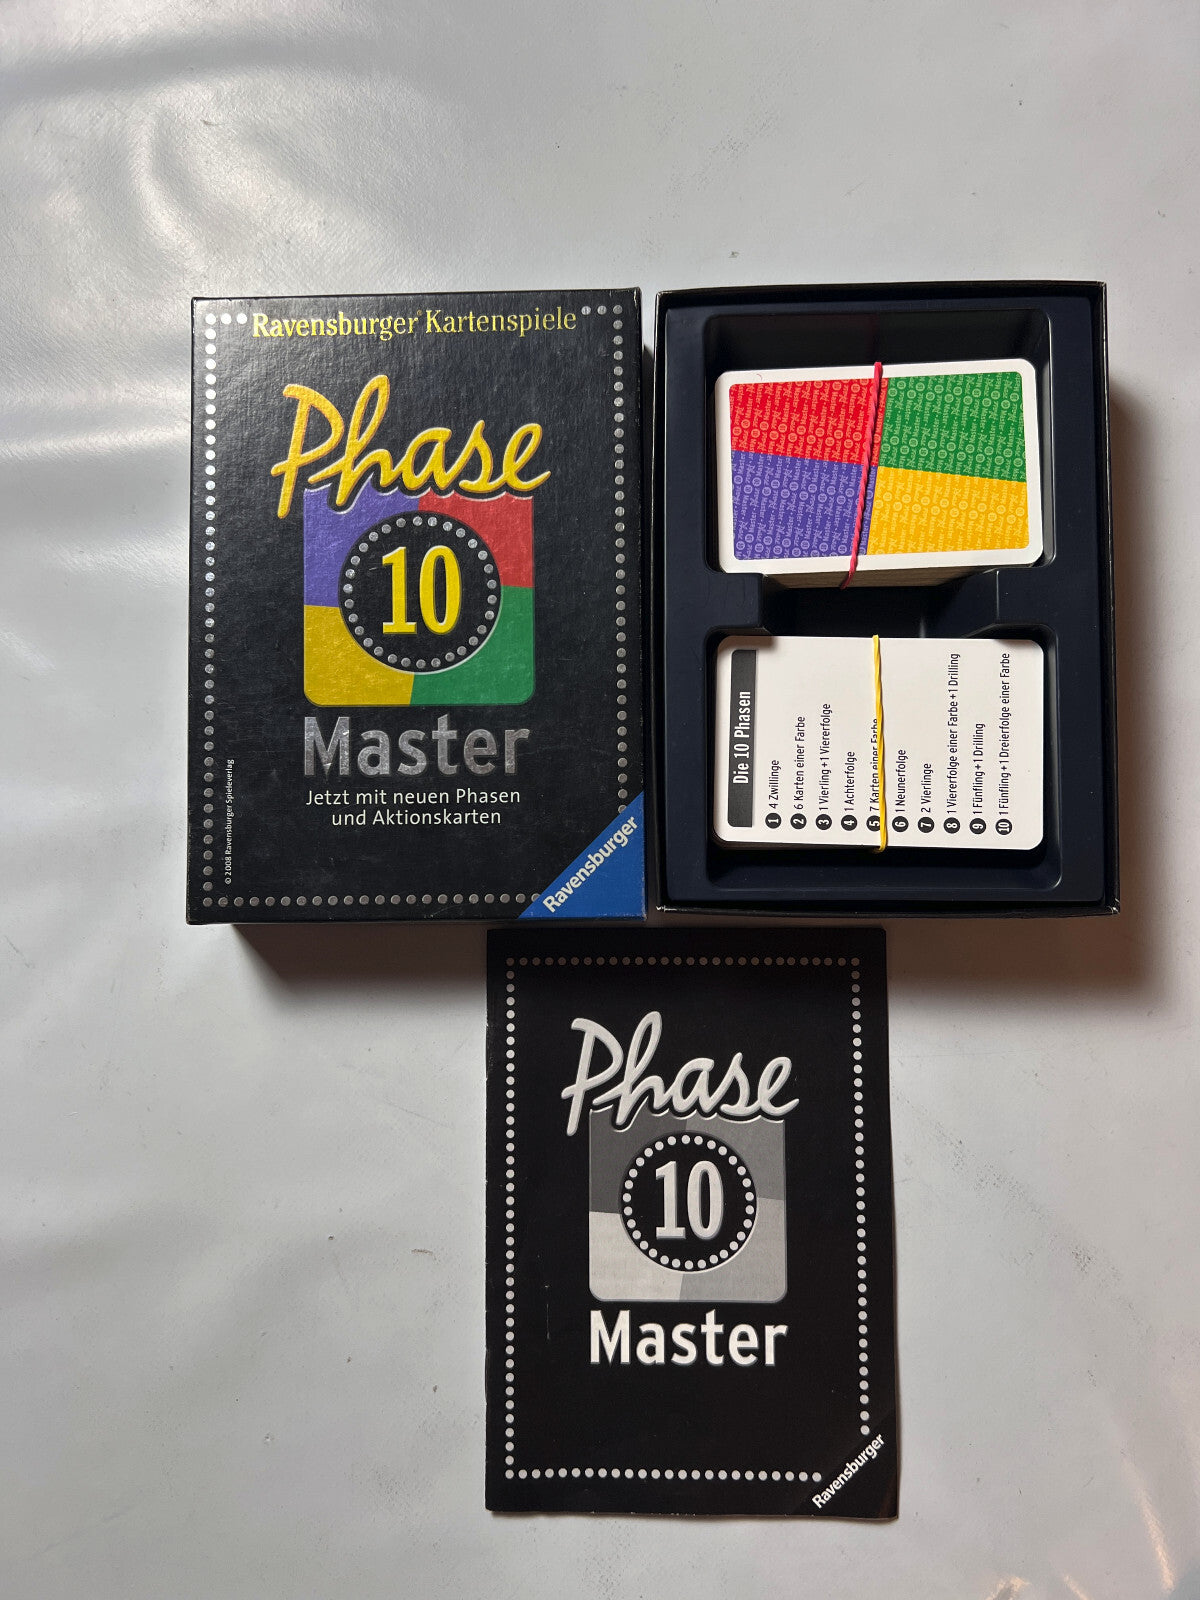 Ravensburger® Kartenspiele
Phase
10
Master
Jetzt mit neuen Phasen
und Aktionskarten
© 2008 Ravensburger Spieleverlag
Ravensburger
Die 10 Phasen
1 4 Zwillinge
2 6 Karten einer Farbe
3 1 Vierling + 1 Viererfolge
4 1 Achterfolge
5 7 Karten einer Farbe
6 1 Neunerfolge
7 2 Vierlinge
8 1 Viererfolge einer Farbe + 1 Drilling
9 1 Fünfling + 1 Drilling
10 1 Fünfling + 1 Dreierfolge einer Farbe
Phase
10
Master
Ravensburger